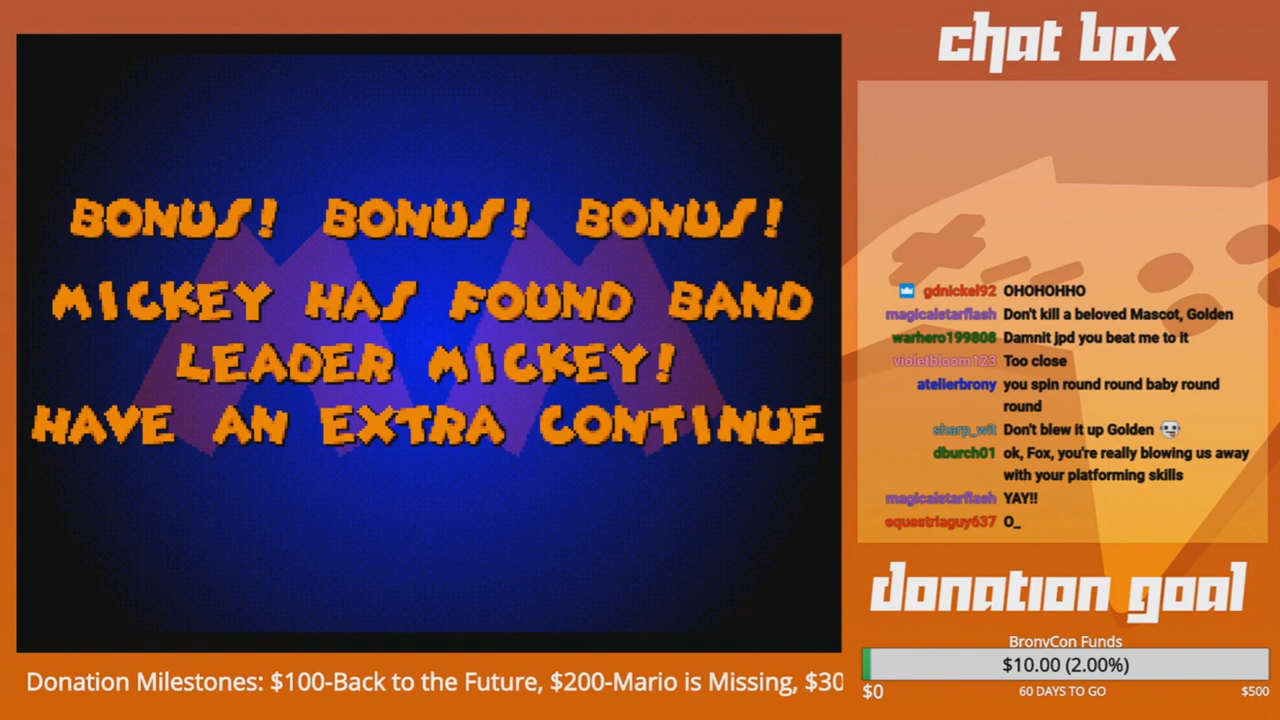 BONUS! BONUS! BONUS!
MICKEY HAS FOUND BAND
LEADER MICKEY!
HAVE AN EXTRA CONTINUE
Donation Milestones: $100-Back to the Future, $200-Mario is Missing, $30
chat box
gdnickel92 OHOHOHHO
magicalstarflash Don't kill a beloved Mascot, Golden
warhero199808 Damnit jpd you beat me to it
violetbloom123 Too close
atelierbrony you spin round round baby round
round
sharp_wit Don't blew it up Golden
dburch01 ok, Fox, you're really blowing us away
with your platforming skills
magicalstarflash YAY!!
equestriaguy637 O_
donation goal
BronyCon Funds
$10.00 (2.00%)
$0 60 DAYS TO GO $500